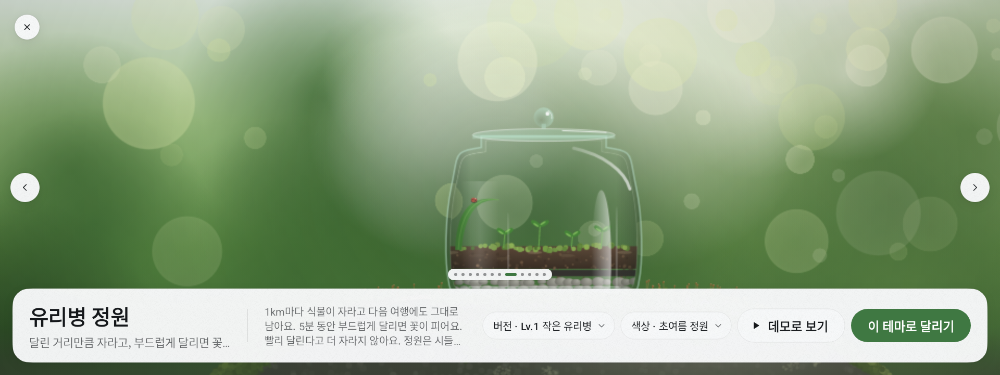 유리병 정원
달린 거리만큼 자라고, 부드럽게 달리면 꽃…
1km마다 식물이 자라고 다음 여행에도 그대로
남아요. 5분 동안 부드럽게 달리면 꽃이 피어요.
빨리 달린다고 더 자라지 않아요. 정원은 시들…
버전 · Lv.1 작은 유리병
색상 · 초여름 정원
데모로 보기
이 테마로 달리기